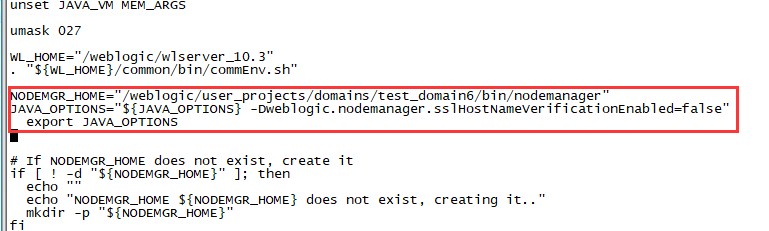 unset JAVA_VM MEM_ARGS
umask 027
WL_HOME="/weblogic/wlserver_10.3"
. "${WL_HOME}/common/bin/commEnv.sh"
NODEMGR_HOME="/weblogic/user_projects/domains/test_domain6/bin/nodemanager"
JAVA_OPTIONS="${JAVA_OPTIONS} -Dweblogic.nodemanager.sslHostNameVerificationEnabled=false"
  export JAVA_OPTIONS
# If NODEMGR_HOME does not exist, create it
if [ ! -d "${NODEMGR_HOME}" ]; then
  echo ""
  echo "NODEMGR_HOME ${NODEMGR_HOME} does not exist, creating it.."
  mkdir -p "${NODEMGR_HOME}"
fi